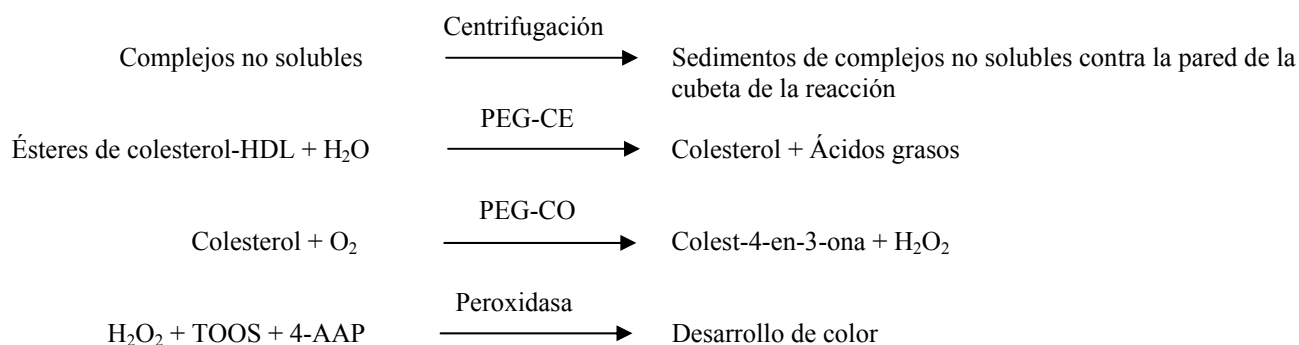 Centrifugación
Complejos no solubles
Sedimentos de complejos no solubles contra la pared de la
cubeta de la reacción
PEG-CE
Ésteres de colesterol-HDL + H₂O
Colesterol + Ácidos grasos
PEG-CO
Colesterol + O₂
Colest-4-en-3-ona + H₂O₂
Peroxidasa
H₂O₂ + TOOS + 4-AAP
Desarrollo de color